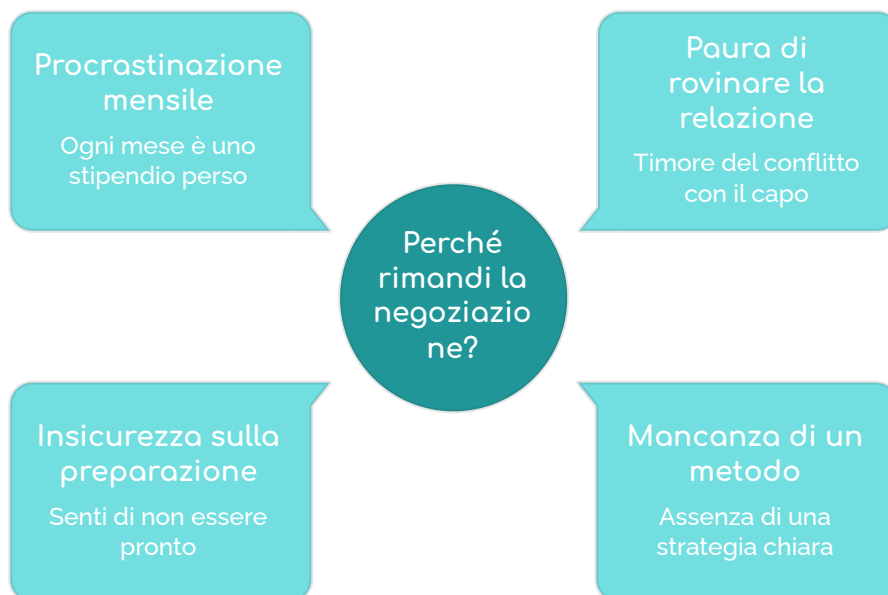 Procrastinazione
mensile
Ogni mese è uno
stipendio perso
Paura di
rovinare la
relazione
Timore del conflitto
con il capo
Perché
rimandi la
negoziazio
ne?
Insicurezza sulla
preparazione
Senti di non essere
pronto
Mancanza di un
metodo
Assenza di una
strategia chiara